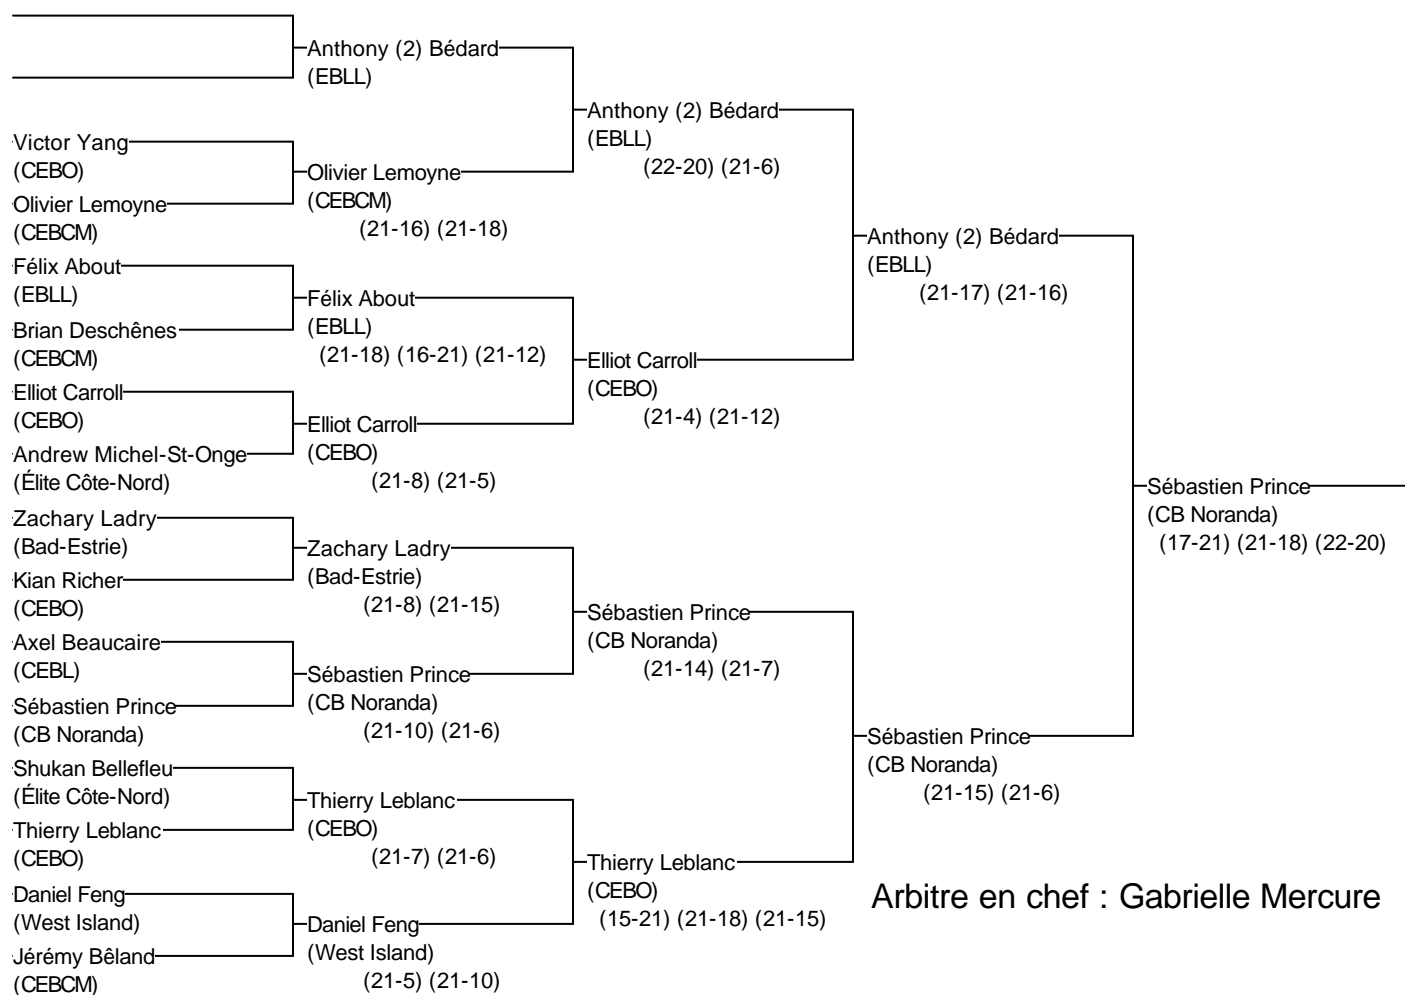 Anthony (2) Bédard
(EBLL)
Victor Yang
(CEBO)
Olivier Lemoyne
(CEBCM)
Félix About
(EBLL)
Brian Deschênes
(CEBCM)
Elliot Carroll
(CEBO)
Andrew Michel-St-Onge
(Élite Côte-Nord)
Zachary Ladry
(Bad-Estrie)
Kian Richer
(CEBO)
Axel Beaucaire
(CEBL)
Sébastien Prince
(CB Noranda)
Shukan Bellefleu
(Élite Côte-Nord)
Thierry Leblanc
(CEBO)
Daniel Feng
(West Island)
Jérémy Bêland
(CEBCM)
Olivier Lemoyne
(CEBCM)
(21-16) (21-18)
Félix About
(EBLL)
(21-18) (16-21) (21-12)
Elliot Carroll
(CEBO)
(21-8) (21-5)
Zachary Ladry
(Bad-Estrie)
(21-8) (21-15)
Sébastien Prince
(CB Noranda)
(21-10) (21-6)
Thierry Leblanc
(CEBO)
(21-7) (21-6)
Daniel Feng
(West Island)
(21-5) (21-10)
Anthony (2) Bédard
(EBLL)
(22-20) (21-6)
Elliot Carroll
(CEBO)
(21-4) (21-12)
Sébastien Prince
(CB Noranda)
(21-14) (21-7)
Thierry Leblanc
(CEBO)
(15-21) (21-18) (21-15)
Anthony (2) Bédard
(EBLL)
(21-17) (21-16)
Sébastien Prince
(CB Noranda)
(21-15) (21-6)
Sébastien Prince
(CB Noranda)
(17-21) (21-18) (22-20)
Arbitre en chef : Gabrielle Mercure